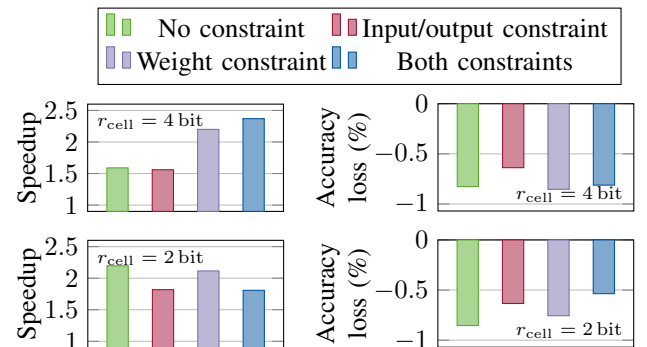 No constraint Input/output constraint
Weight constraint Both constraints
Speedup
2.5
2
1.5
1
r_cell = 4 bit
Accuracy
loss (%)
0
−0.5
−1
r_cell = 4 bit
Speedup
2.5
2
1.5
1
r_cell = 2 bit
Accuracy
loss (%)
0
−0.5
−1
r_cell = 2 bit